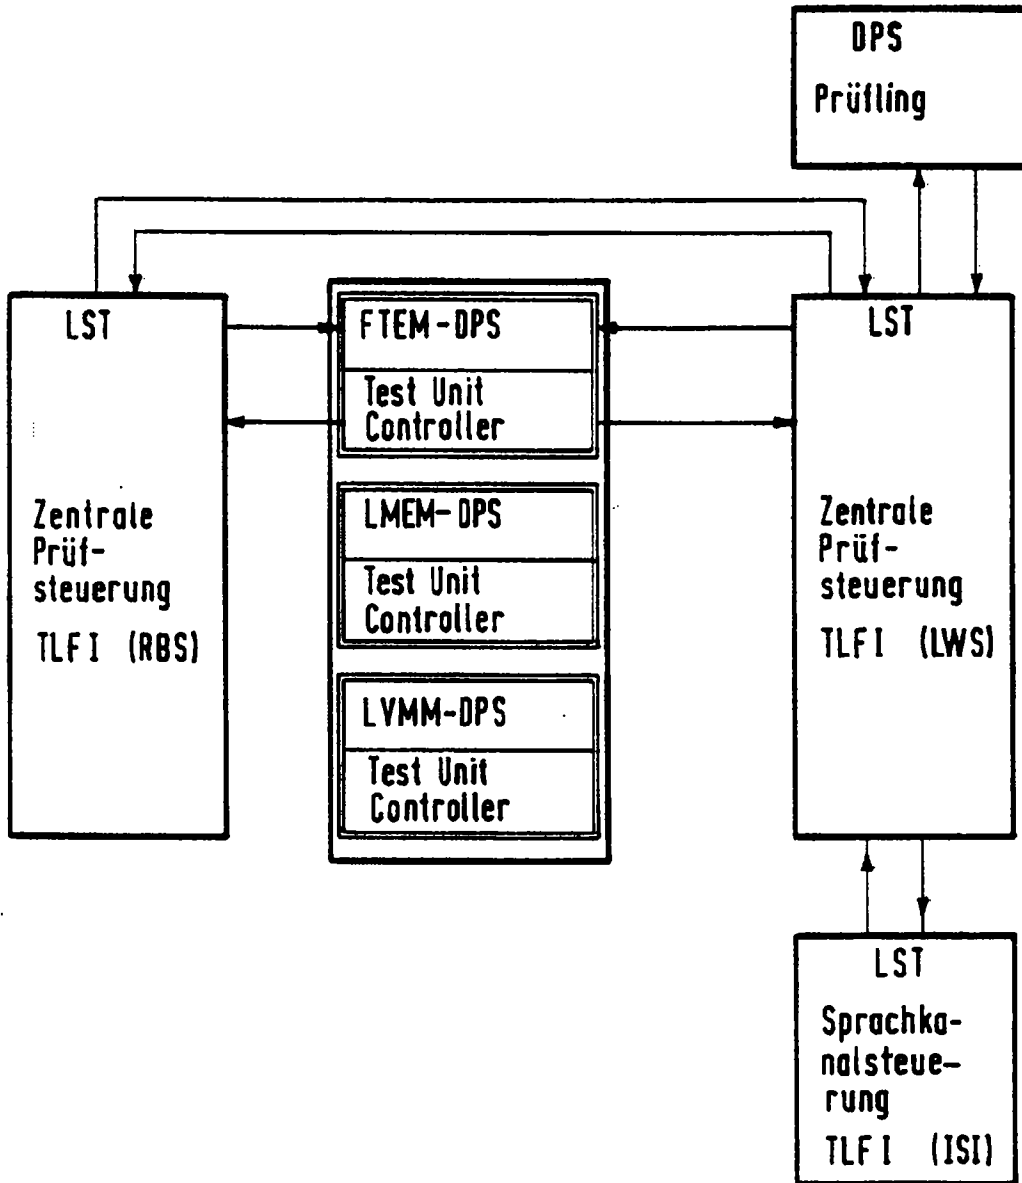 DPS
Prüfling
LST
Zentrale
Prüf-
steuerung
TLFI (RBS)
FTEM-DPS
Test Unit
Controller
LMEM-DPS
Test Unit
Controller
LVMM-DPS
Test Unit
Controller
LST
Zentrale
Prüf-
steuerung
TLFI (LWS)
LST
Sprachka-
nalsteue-
rung
TLFI (ISI)